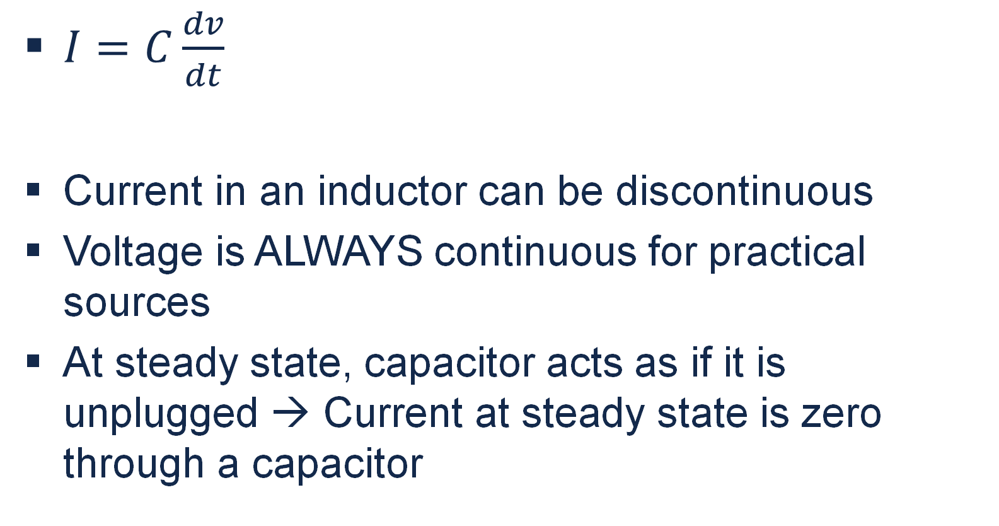 ▪ I = C dv/dt
▪ Current in an inductor can be discontinuous
▪ Voltage is ALWAYS continuous for practical
sources
▪ At steady state, capacitor acts as if it is
unplugged → Current at steady state is zero
through a capacitor